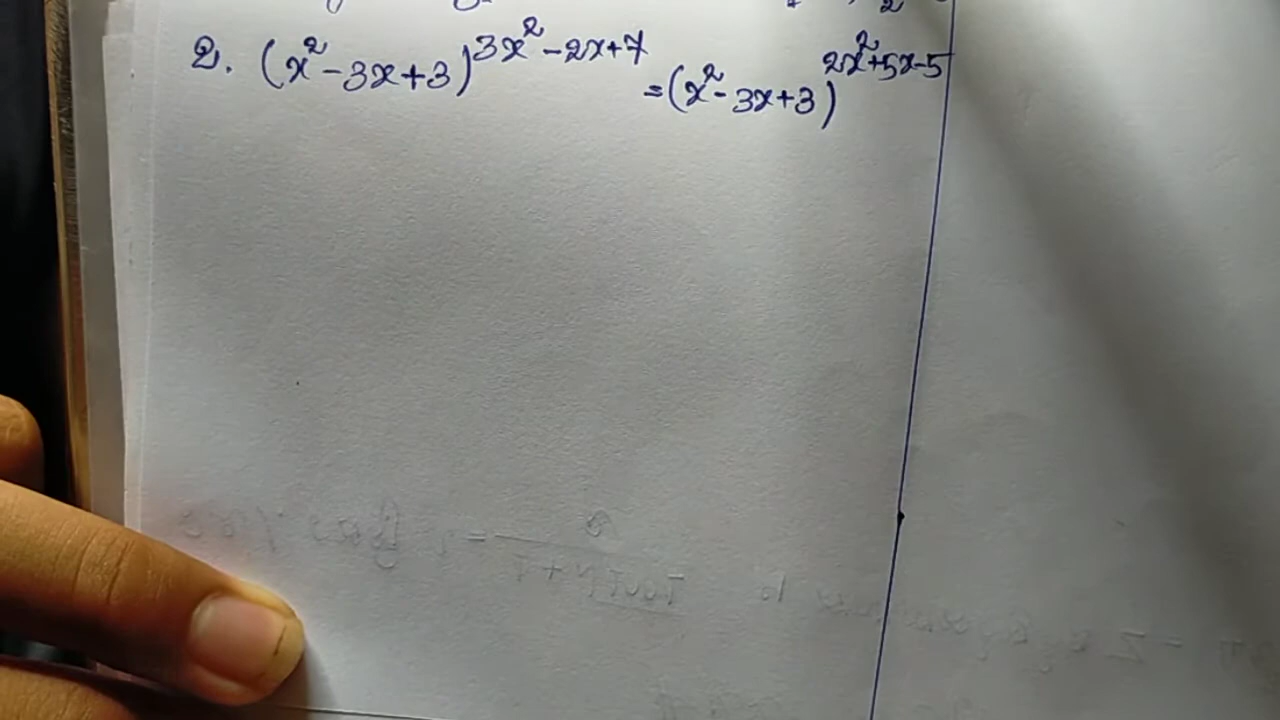 2. (x² - 3x + 3)^{3x² - 2x + 7} = (x² - 3x + 3)^{2x² + 5x - 5}